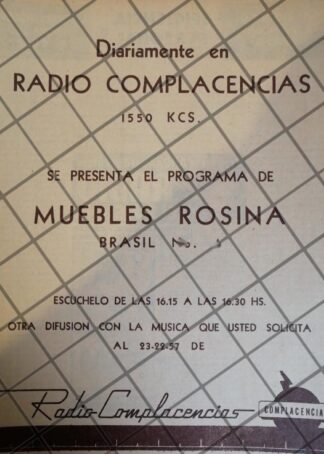 Diariamente en
RADIO COMPLACENCIAS
1550 KCS.
SE PRESENTA EL PROGRAMA DE
MUEBLES ROSINA
BRASIL No.
ESCUCHELO DE LAS 16.15 A LAS 16.30 HS.
OTRA DIFUSION CON LA MUSICA QUE USTED SOLICITA
AL 23-22-57 DE
Radio Complacencias
COMPLACENCIA